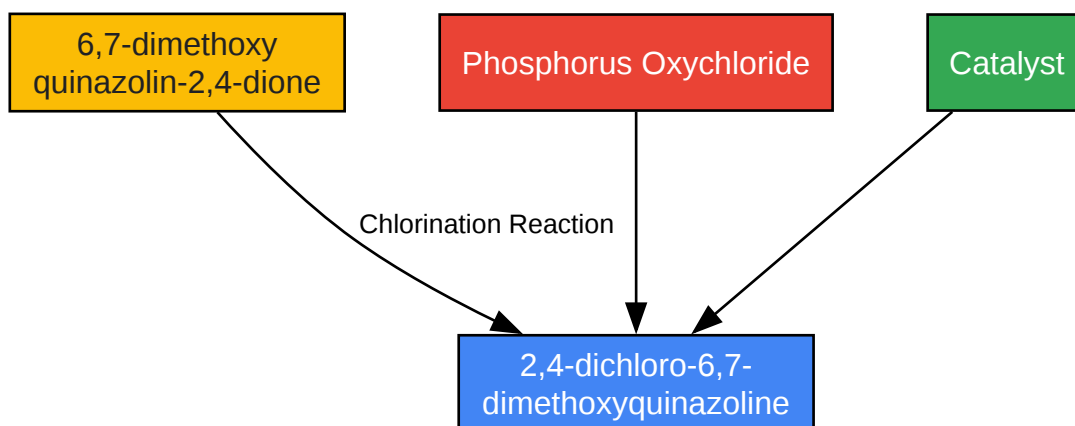 6,7-dimethoxy
quinazolin-2,4-dione
Phosphorus Oxychloride
Catalyst
Chlorination Reaction
2,4-dichloro-6,7-
dimethoxyquinazoline